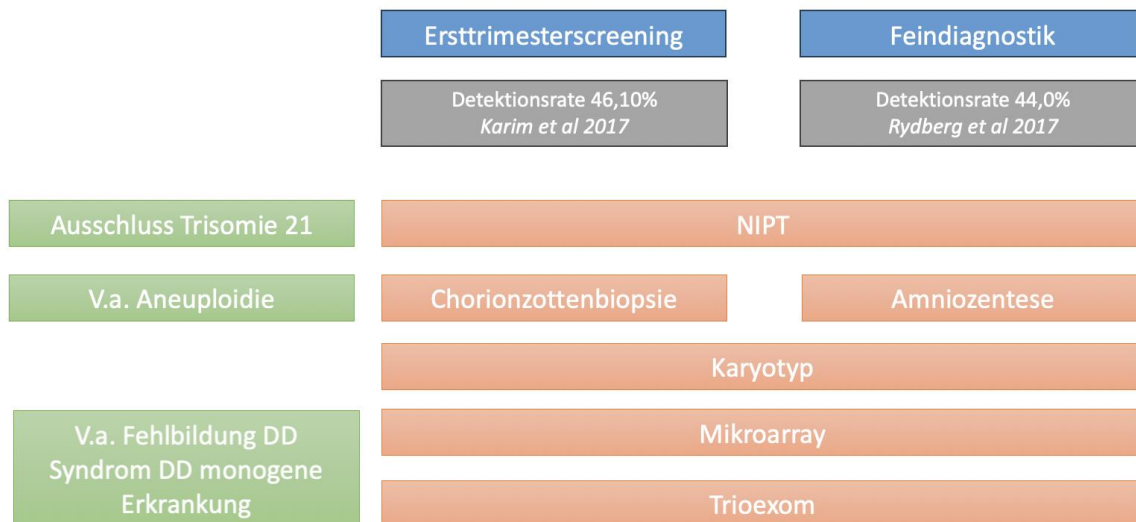 Ersttrimesterscreening
Feindiagnostik
Detektionsrate 46,10%
Karim et al 2017
Detektionsrate 44,0%
Rydberg et al 2017
Ausschluss Trisomie 21
NIPT
V.a. Aneuploidie
Chorionzottenbiopsie
Amniozentese
Karyotyp
V.a. Fehlbildung DD
Syndrom DD monogene
Erkrankung
Mikroarray
Trioexom